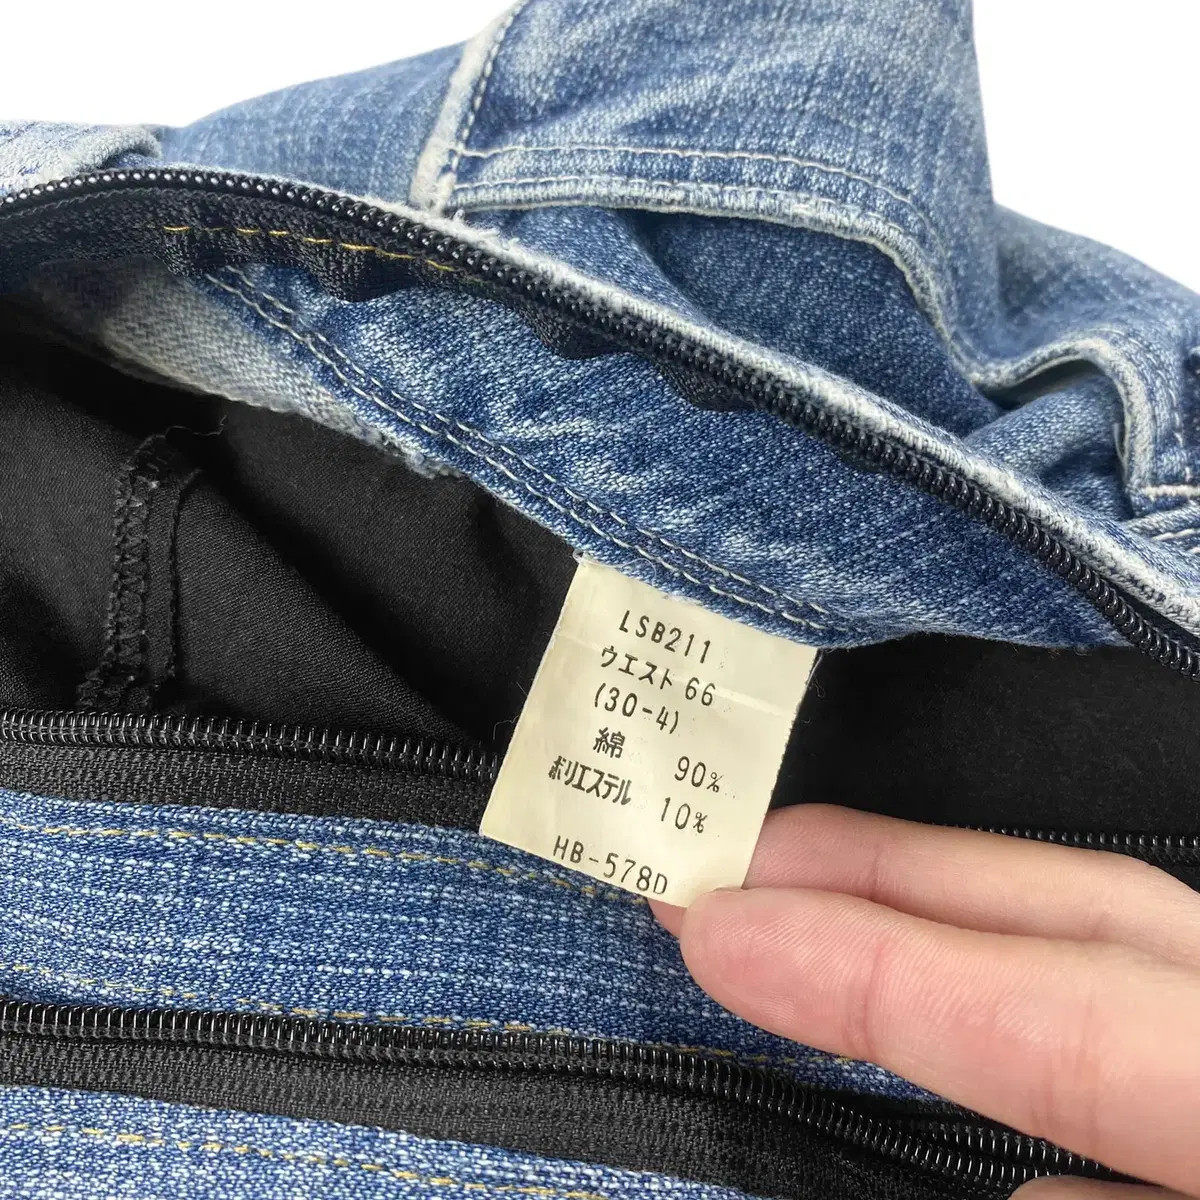 LSB211
ウエスト 66
(30-4)
綿 90%
ポリエステル 10%
HB-578D